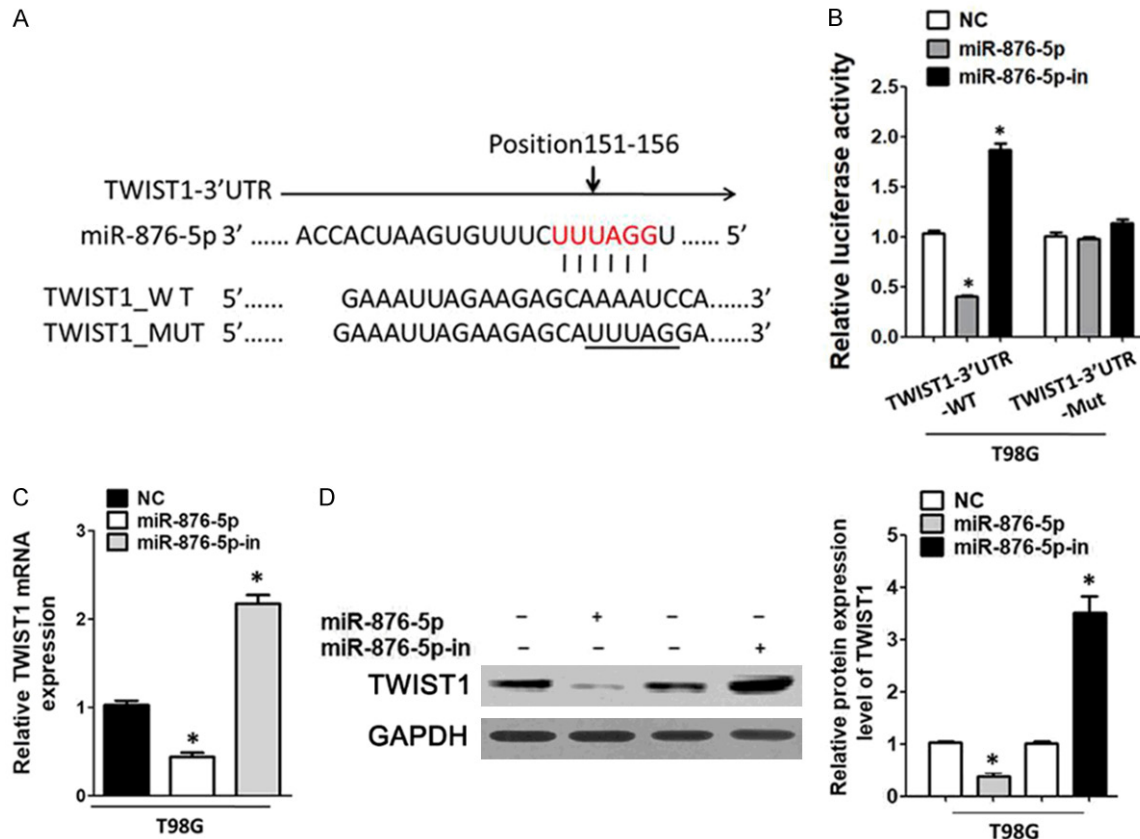 A
Position151-156
TWIST1-3'UTR
miR-876-5p 3' ...... ACCACUAAGUGUUUCUUUAGGU ...... 5'
TWIST1_WT 5'...... GAAAUUAGAAGAGCAAAAUCCA......3'
TWIST1_MUT 5'...... GAAAUUAGAAGAGCAUUUAGGA......3'
B
NC
miR-876-5p
miR-876-5p-in
Relative luciferase activity
2.5
2.0
1.5
1.0
0.5
0.0
*
*
TWIST1-3'UTR
-WT
TWIST1-3'UTR
-Mut
T98G
C
NC
miR-876-5p
miR-876-5p-in
Relative TWIST1 mRNA
expression
3
2
1
0
*
*
T98G
D
miR-876-5p - + - -
miR-876-5p-in - - - +
TWIST1
GAPDH
NC
miR-876-5p
miR-876-5p-in
Relative protein expression
level of TWIST1
5
4
3
2
1
0
*
*
T98G